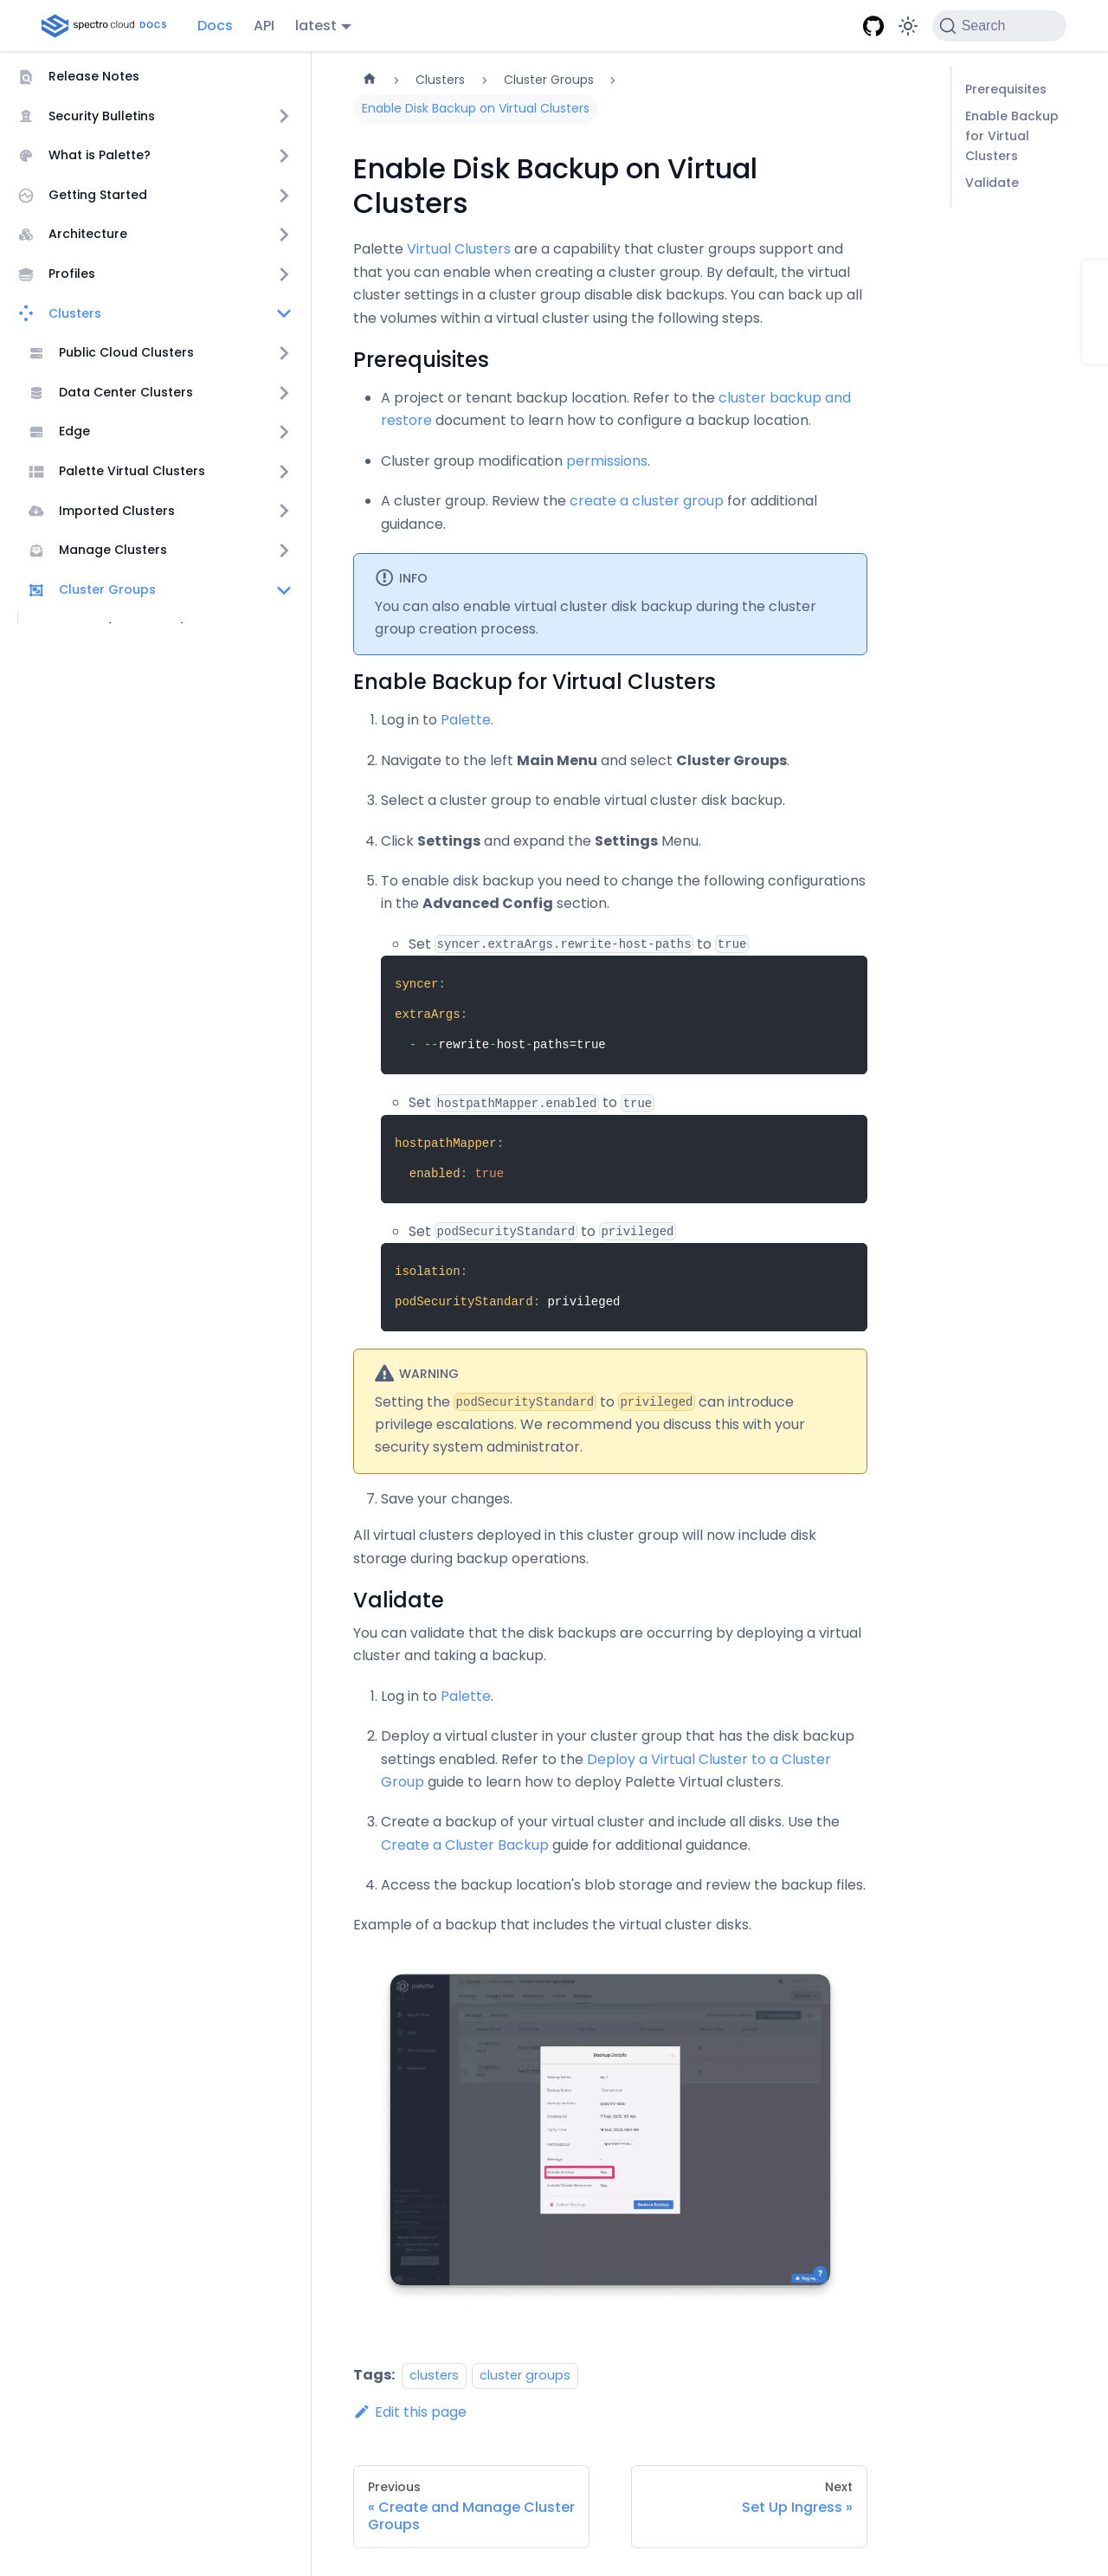 spectro cloud DOCS
Docs
API
latest
Search
Release Notes
Security Bulletins
What is Palette?
Getting Started
Architecture
Profiles
Clusters
Public Cloud Clusters
Data Center Clusters
Edge
Palette Virtual Clusters
Imported Clusters
Manage Clusters
Cluster Groups
Clusters
Cluster Groups
Enable Disk Backup on Virtual Clusters
Enable Disk Backup on Virtual
Clusters
Palette Virtual Clusters are a capability that cluster groups support and
that you can enable when creating a cluster group. By default, the virtual
cluster settings in a cluster group disable disk backups. You can back up all
the volumes within a virtual cluster using the following steps.
Prerequisites
A project or tenant backup location. Refer to the cluster backup and
restore document to learn how to configure a backup location.
Cluster group modification permissions.
A cluster group. Review the create a cluster group for additional
guidance.
INFO
You can also enable virtual cluster disk backup during the cluster
group creation process.
Enable Backup for Virtual Clusters
1. Log in to Palette.
2. Navigate to the left Main Menu and select Cluster Groups.
3. Select a cluster group to enable virtual cluster disk backup.
4. Click Settings and expand the Settings Menu.
5. To enable disk backup you need to change the following configurations
in the Advanced Config section.
Set syncer.extraArgs.rewrite-host-paths to true
syncer:
extraArgs:
- --rewrite-host-paths=true
Set hostpathMapper.enabled to true
hostpathMapper:
enabled: true
Set podSecurityStandard to privileged
isolation:
podSecurityStandard: privileged
WARNING
Setting the podSecurityStandard to privileged can introduce
privilege escalations. We recommend you discuss this with your
security system administrator.
7. Save your changes.
All virtual clusters deployed in this cluster group will now include disk
storage during backup operations.
Validate
You can validate that the disk backups are occurring by deploying a virtual
cluster and taking a backup.
1. Log in to Palette.
2. Deploy a virtual cluster in your cluster group that has the disk backup
settings enabled. Refer to the Deploy a Virtual Cluster to a Cluster
Group guide to learn how to deploy Palette Virtual clusters.
3. Create a backup of your virtual cluster and include all disks. Use the
Create a Cluster Backup guide for additional guidance.
4. Access the backup location's blob storage and review the backup files.
Example of a backup that includes the virtual cluster disks.
palette
Backup Details
Restore Backup
Tags: clusters cluster groups
Edit this page
Previous
« Create and Manage Cluster
Groups
Next
Set Up Ingress »
Prerequisites
Enable Backup
for Virtual
Clusters
Validate